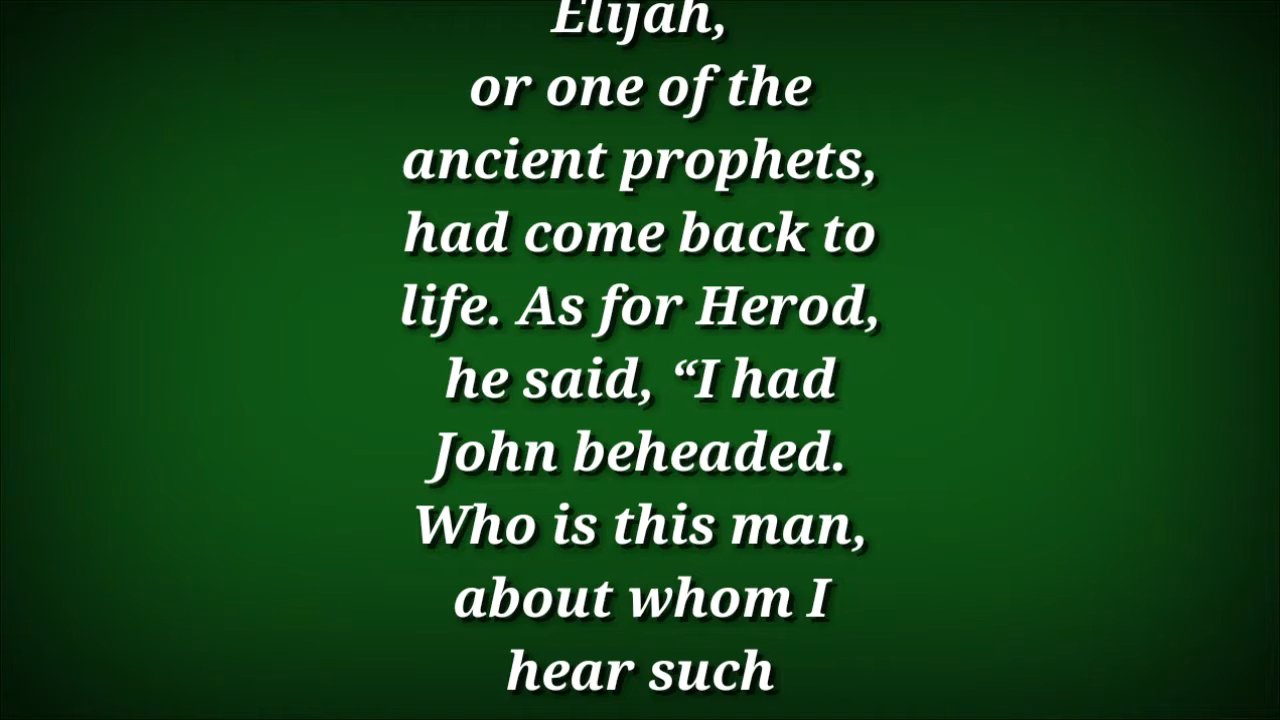 Elijah,
or one of the
ancient prophets,
had come back to
life. As for Herod,
he said, “I had
John beheaded.
Who is this man,
about whom I
hear such